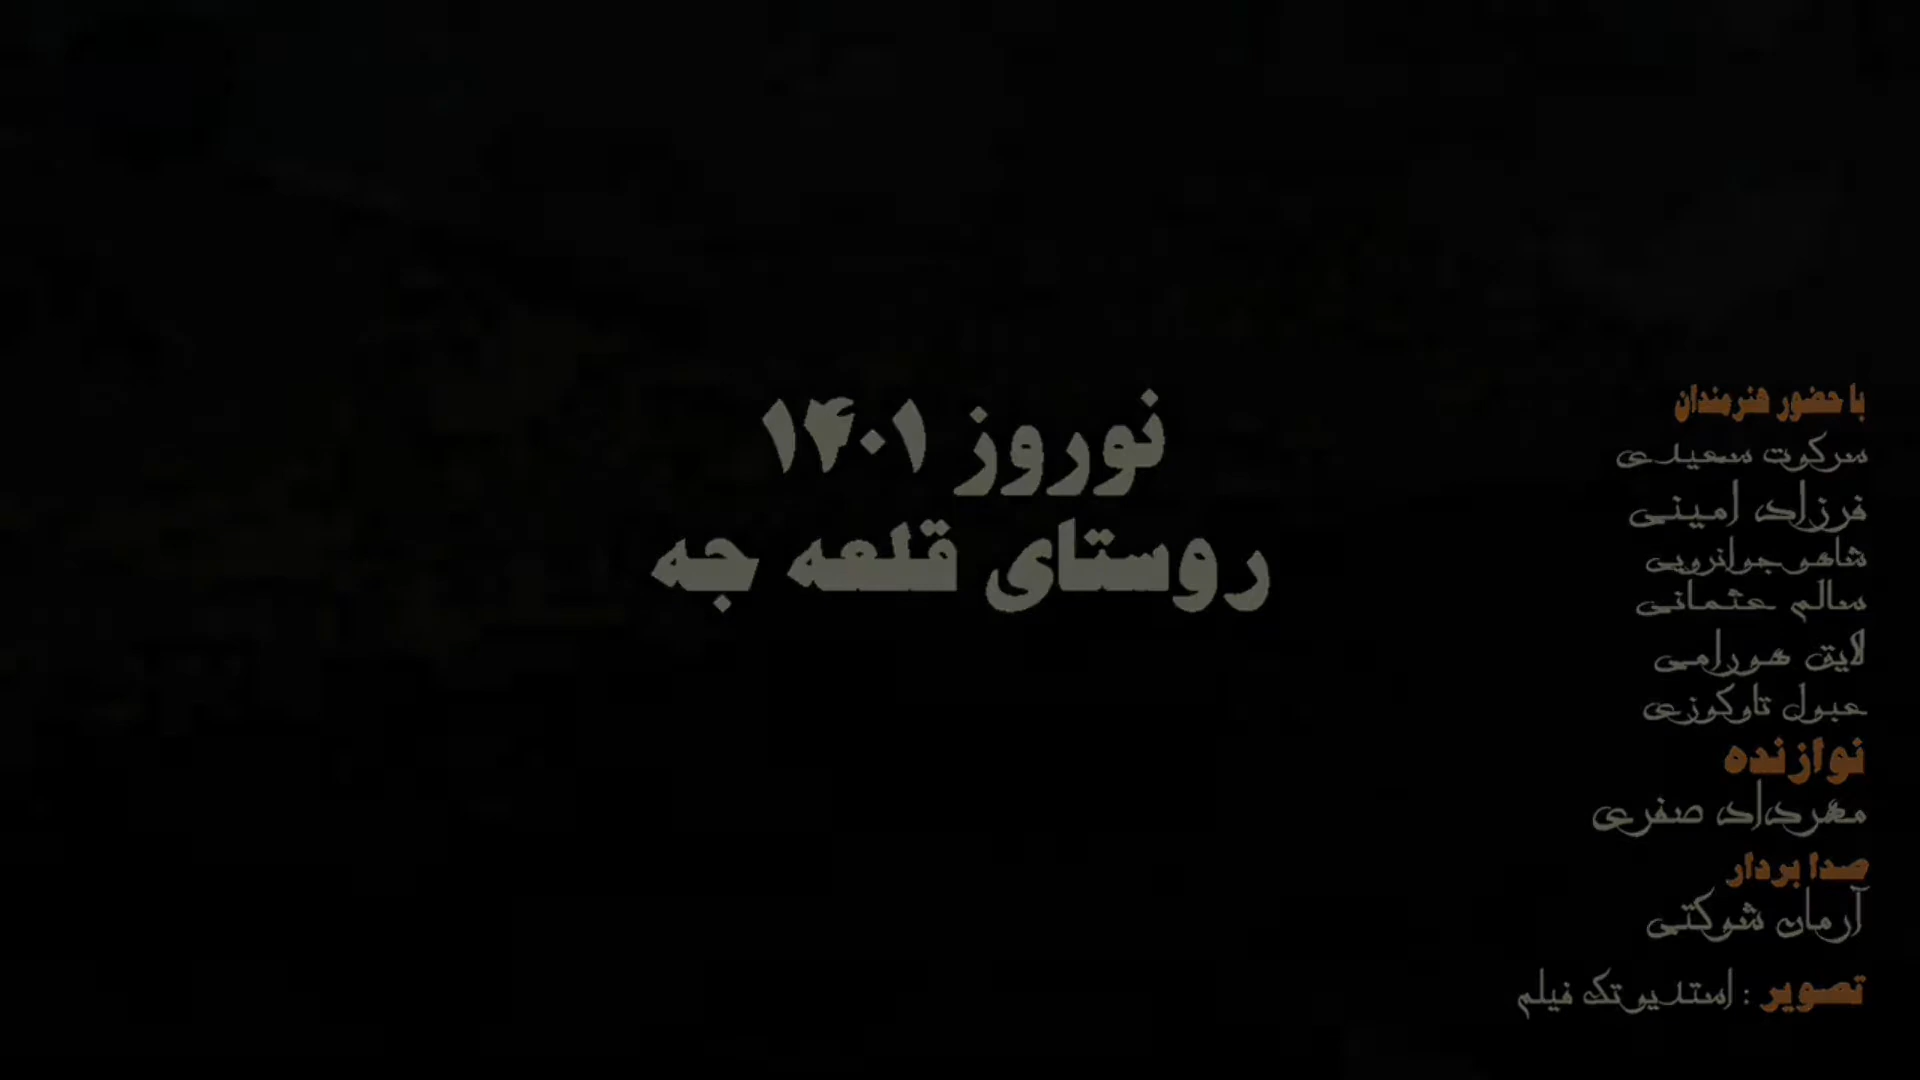 نوروز ۱۴۰۱
روستای قلعه جه
با حضور هنرمندان
سرکوت سعیدی
فرزاد امینی
شاهو جوانرویی
سالم عثمانی
لایق هورامی
عبول تاوکوزی
نوازنده
مهرداد صفری
صدا بردار
آرمان شوکتی
تصویر : استدیو تک فیلم